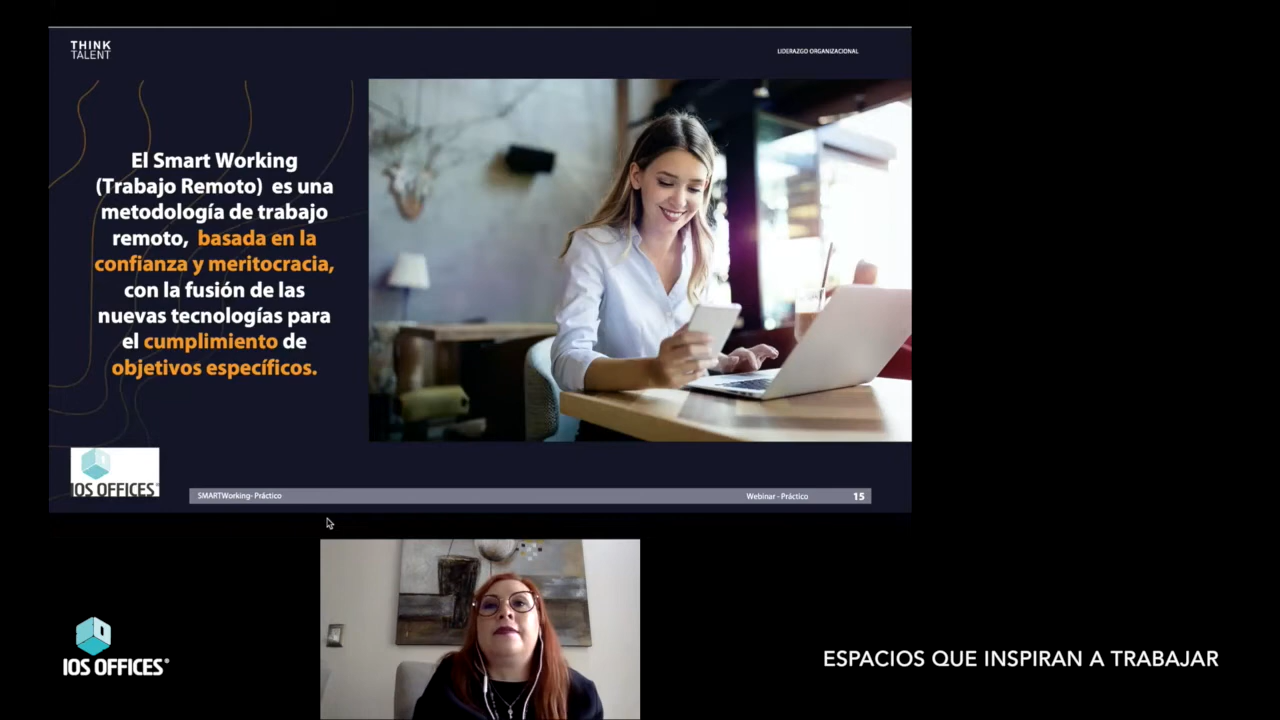 THINK
TALENT
LIDERAZGO ORGANIZACIONAL
El Smart Working
(Trabajo Remoto) es una
metodología de trabajo
remoto, basada en la
confianza y meritocracia,
con la fusión de las
nuevas tecnologías para
el cumplimiento de
objetivos específicos.
IOS OFFICES®
SMARTWorking- Práctico
Webinar - Práctico
15
IOS OFFICES®
ESPACIOS QUE INSPIRAN A TRABAJAR